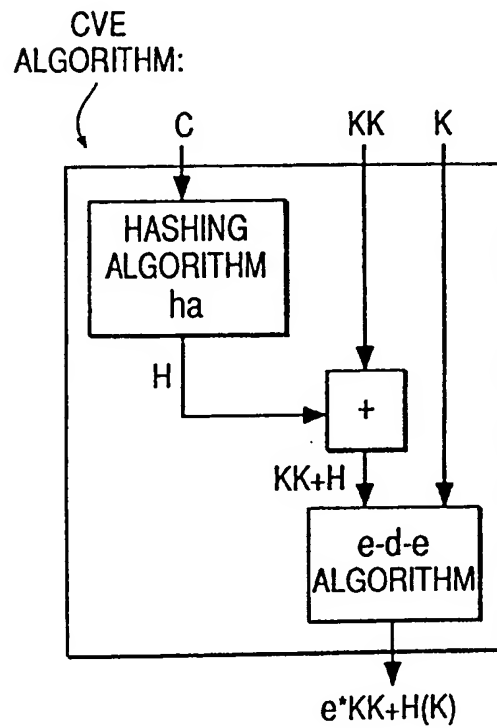 CVE
ALGORITHM:
C KK K
HASHING
ALGORITHM
ha
H
+
KK+H
e-d-e
ALGORITHM
e*KK+H(K)